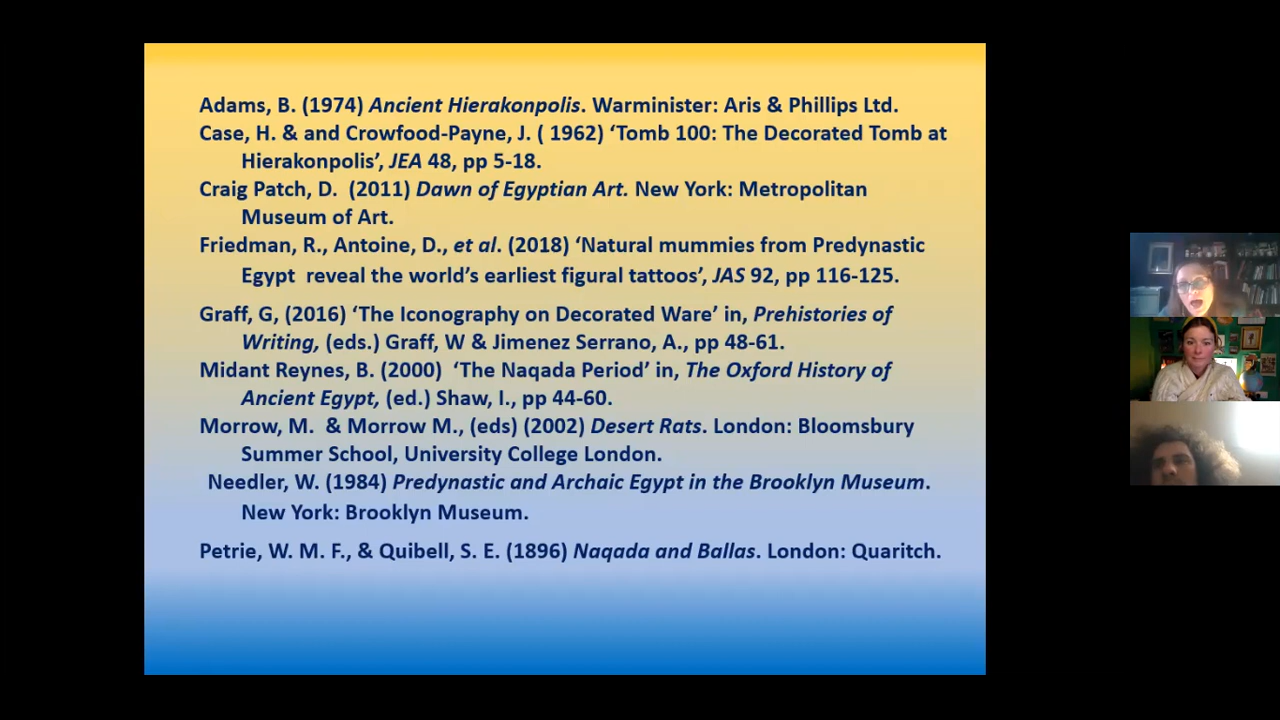 Adams, B. (1974) Ancient Hierakonpolis. Warminister: Aris & Phillips Ltd.
Case, H. & and Crowfood-Payne, J. ( 1962) ‘Tomb 100: The Decorated Tomb at
Hierakonpolis’, JEA 48, pp 5-18.
Craig Patch, D.  (2011) Dawn of Egyptian Art. New York: Metropolitan
Museum of Art.
Friedman, R., Antoine, D., et al. (2018) ‘Natural mummies from Predynastic
Egypt  reveal the world’s earliest figural tattoos’, JAS 92, pp 116-125.
Graff, G, (2016) ‘The Iconography on Decorated Ware’ in, Prehistories of
Writing, (eds.) Graff, W & Jimenez Serrano, A., pp 48-61.
Midant Reynes, B. (2000)  ‘The Naqada Period’ in, The Oxford History of
Ancient Egypt, (ed.) Shaw, I., pp 44-60.
Morrow, M.  & Morrow M., (eds) (2002) Desert Rats. London: Bloomsbury
Summer School, University College London.
Needler, W. (1984) Predynastic and Archaic Egypt in the Brooklyn Museum.
New York: Brooklyn Museum.
Petrie, W. M. F., & Quibell, S. E. (1896) Naqada and Ballas. London: Quaritch.